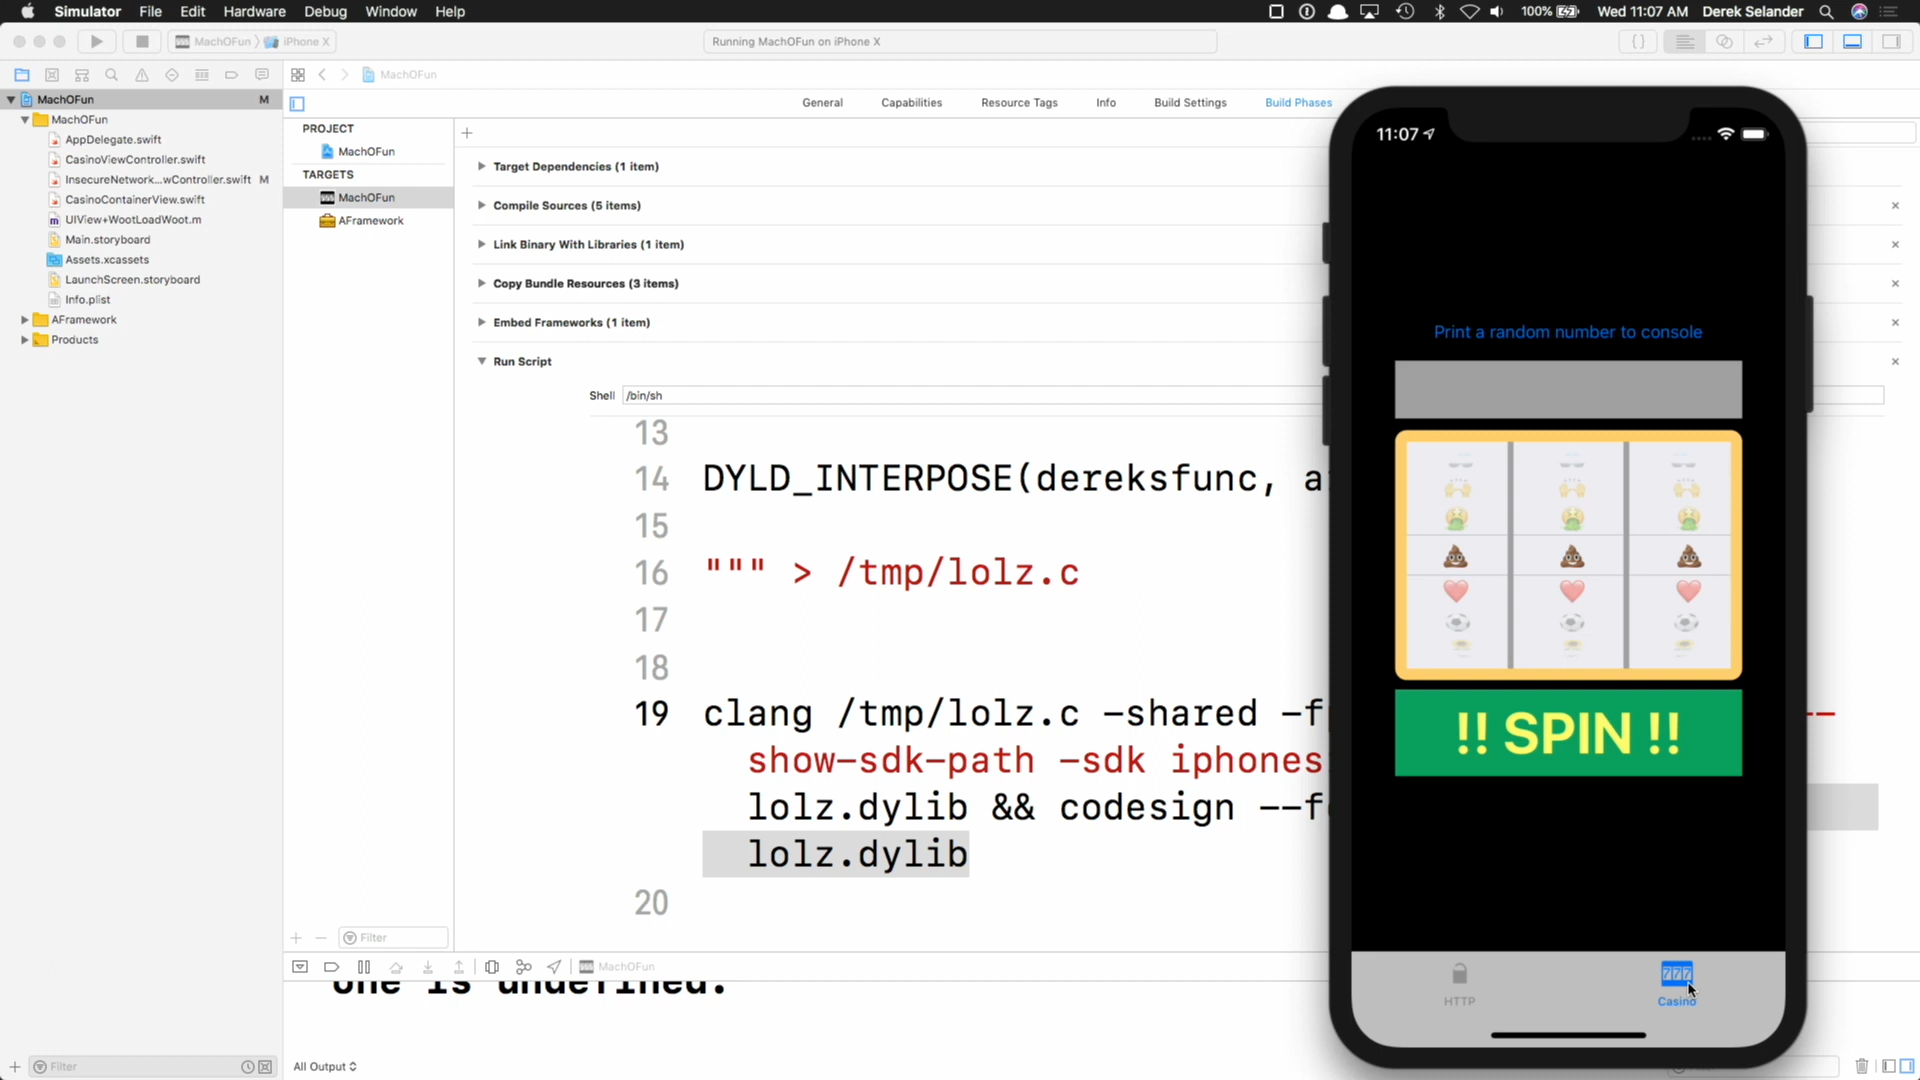 Simulator File Edit Hardware Debug Window Help
100% Wed 11:07 AM Derek Selander
MachOFun iPhone X
Running MachOFun on iPhone X
MachOFun
MachOFun M
General Capabilities Resource Tags Info Build Settings Build Phases
MachOFun
AppDelegate.swift
CasinoViewController.swift
InsecureNetwork...wController.swift M
CasinoContainerView.swift
UIView+WootLoadWoot.m
Main.storyboard
Assets.xcassets
LaunchScreen.storyboard
Info.plist
AFramework
Products
PROJECT
MachOFun
TARGETS
MachOFun
AFramework
Target Dependencies (1 item)
Compile Sources (5 items)
Link Binary With Libraries (1 item)
Copy Bundle Resources (3 items)
Embed Frameworks (1 item)
Run Script
Shell /bin/sh
13
14 DYLD_INTERPOSE(dereksfunc, a
15
16 """ > /tmp/lolz.c
17
18
19 clang /tmp/lolz.c -shared -f
show-sdk-path -sdk iphones
lolz.dylib && codesign --f
lolz.dylib
20
Filter
MachOFun
one is undefined.
Filter
All Output
11:07
Print a random number to console
!! SPIN !!
HTTP
777
Casino